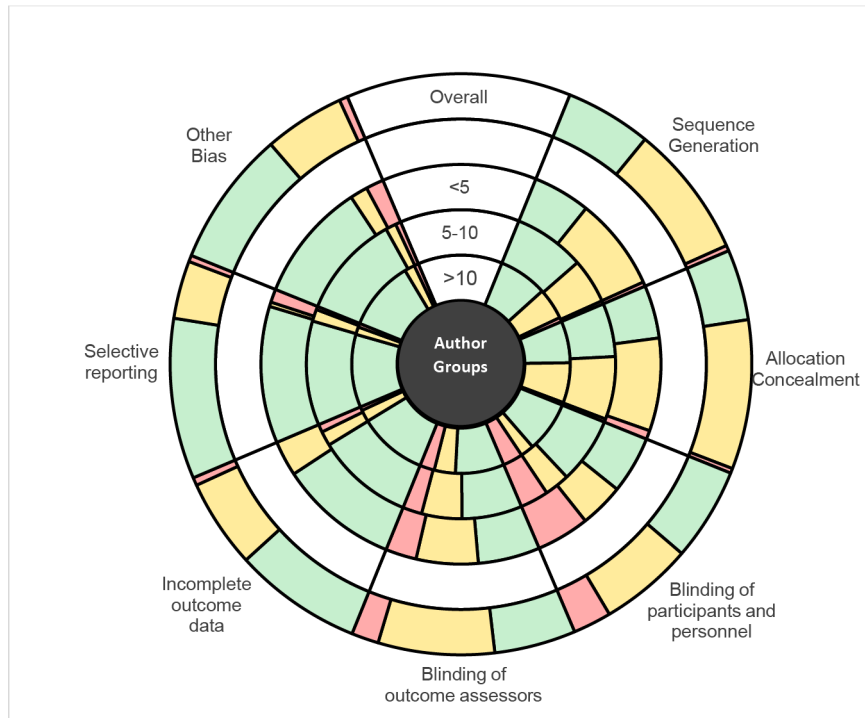 Overall
Sequence
Generation
Other
Bias
<5
5-10
>10
Author
Groups
Selective
reporting
Allocation
Concealment
Incomplete
outcome
data
Blinding of
participants and
personnel
Blinding of
outcome assessors